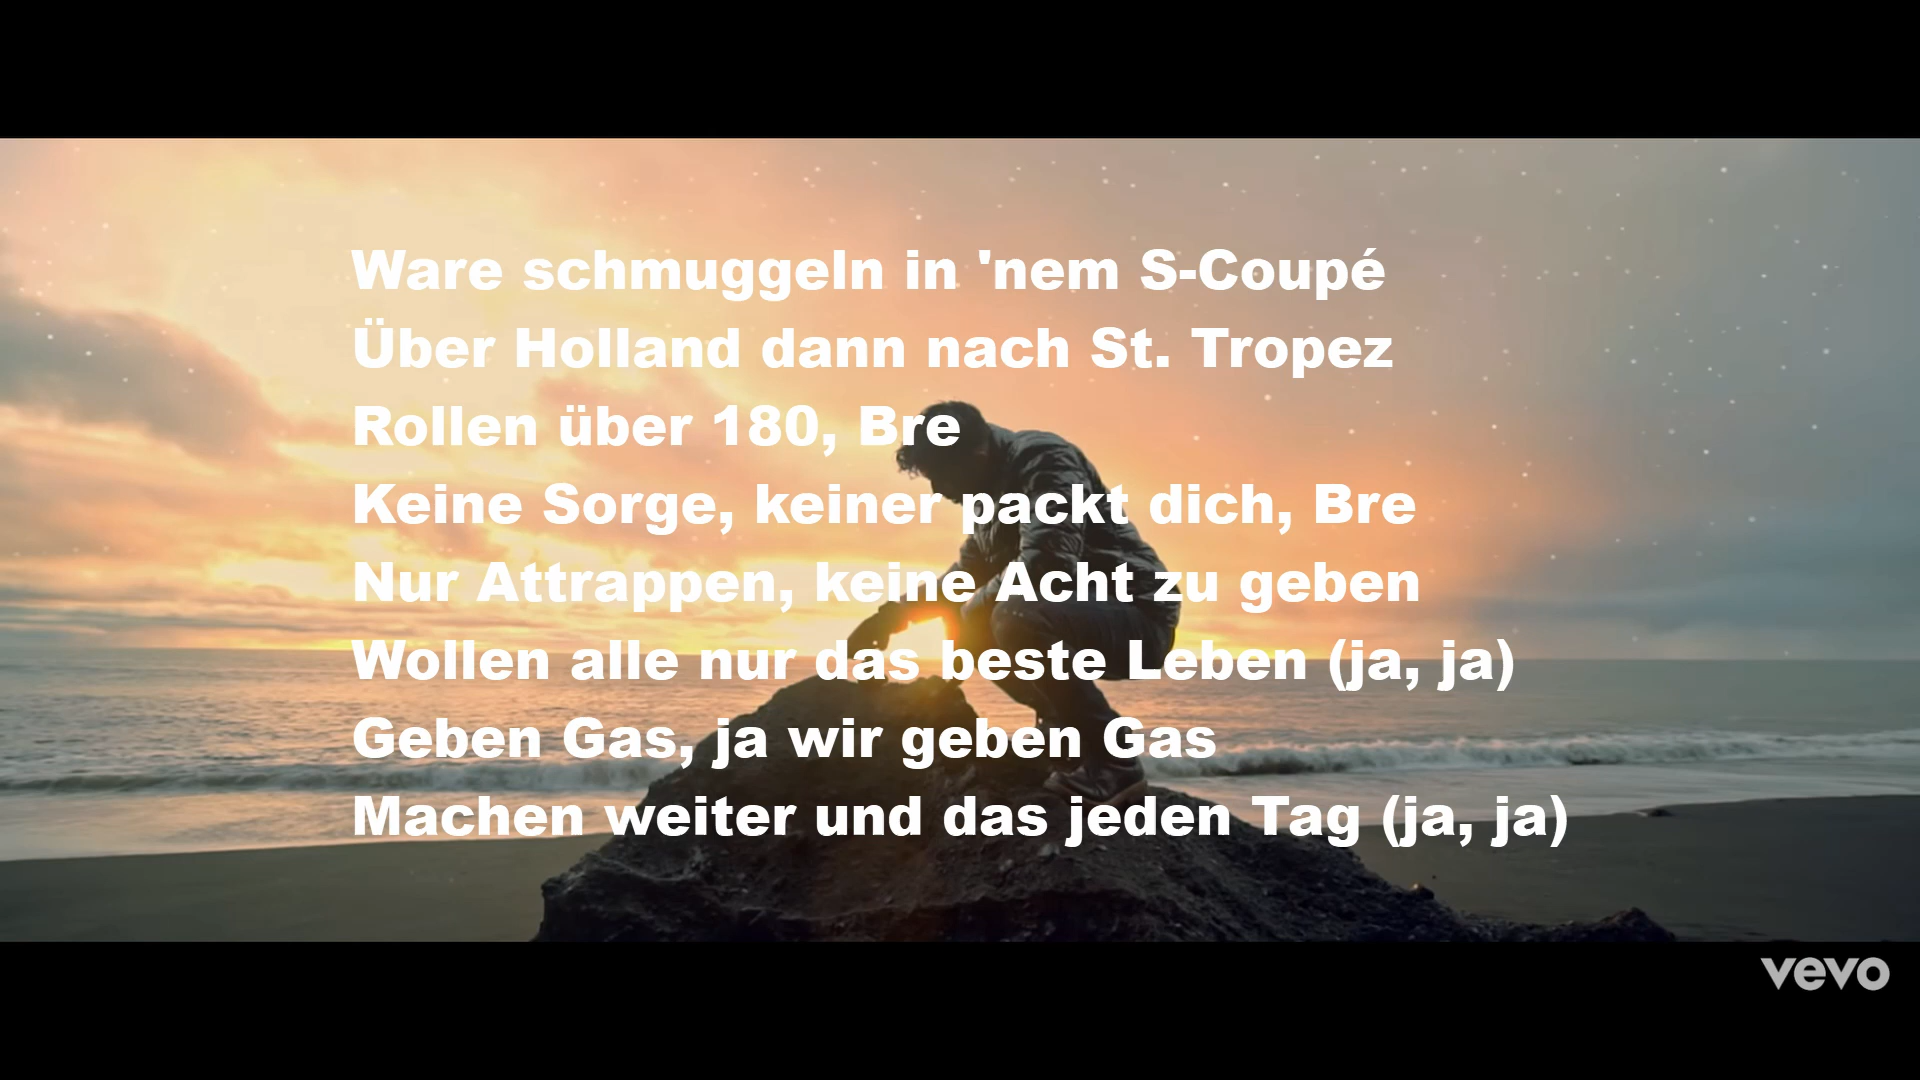 Ware schmuggeln in 'nem S-Coupé
Über Holland dann nach St. Tropez
Rollen über 180, Bre
Keine Sorge, keiner packt dich, Bre
Nur Attrappen, keine Acht zu geben
Wollen alle nur das beste Leben (ja, ja)
Geben Gas, ja wir geben Gas
Machen weiter und das jeden Tag (ja, ja)
vevo